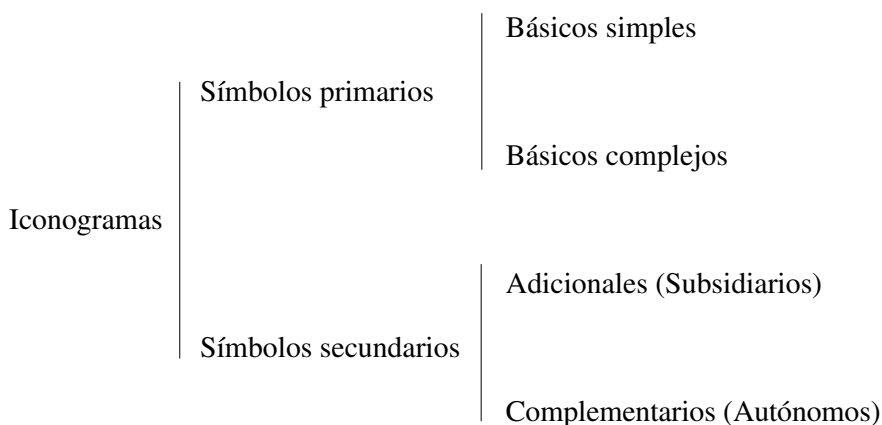 Básicos simples
Símbolos primarios
Básicos complejos
Iconogramas
Adicionales (Subsidiarios)
Símbolos secundarios
Complementarios (Autónomos)